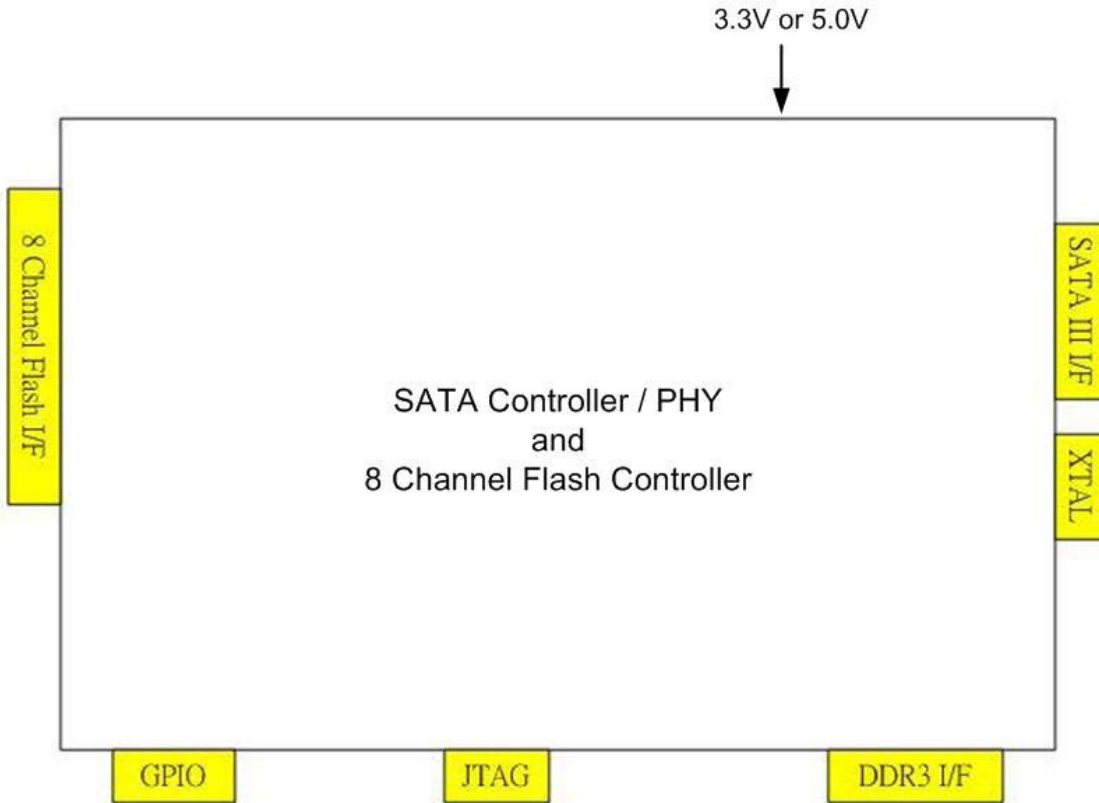 3.3V or 5.0V
8 Channel Flash I/F
SATA III I/F
SATA Controller / PHY
and
8 Channel Flash Controller
XTAL
GPIO
JTAG
DDR3 I/F